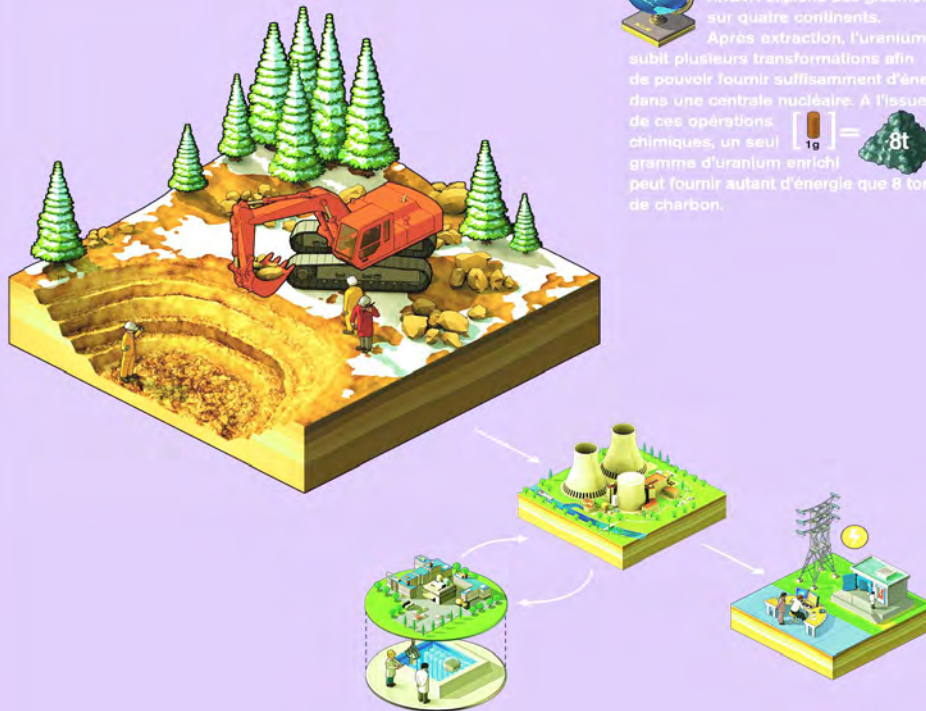 sur quatre continents.
Après extraction, l'uranium
subit plusieurs transformations afin
de pouvoir fournir suffisamment d'éne
dans une centrale nucléaire. A l'issue
de ces opérations
chimiques, un seul [1g] = 8t
gramme d'uranium enrichi
peut fournir autant d'énergie que 8 ton
de charbon.